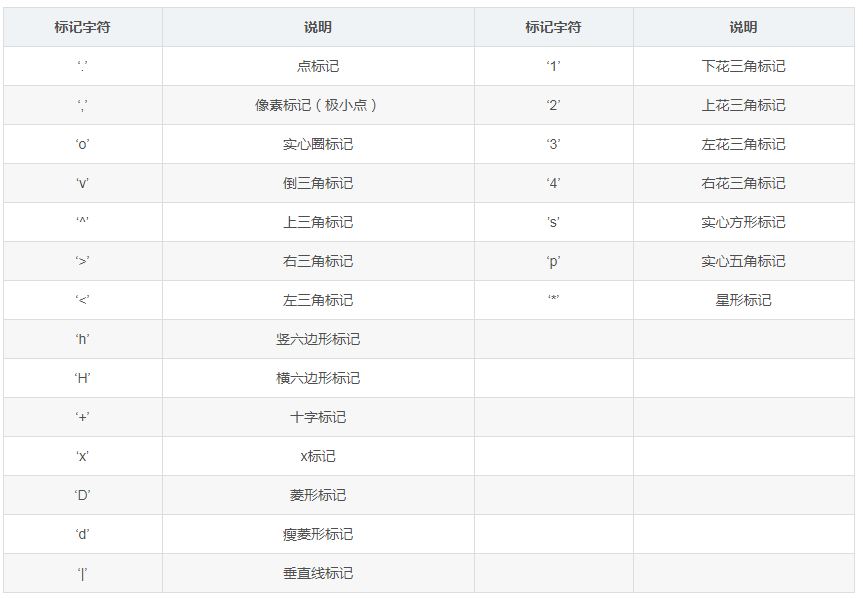 标记字符 说明 标记字符 说明
‘.’ 点标记 ‘1’ 下花三角标记
‘,’ 像素标记（极小点） ‘2’ 上花三角标记
‘o’ 实心圈标记 ‘3’ 左花三角标记
‘v’ 倒三角标记 ‘4’ 右花三角标记
‘^’ 上三角标记 ’s’ 实心方形标记
‘>’ 右三角标记 ‘p’ 实心五角标记
‘<’ 左三角标记 ‘*’ 星形标记
‘h’ 竖六边形标记
‘H’ 横六边形标记
‘+’ 十字标记
‘x’ x标记
‘D’ 菱形标记
‘d’ 瘦菱形标记
‘|’ 垂直线标记